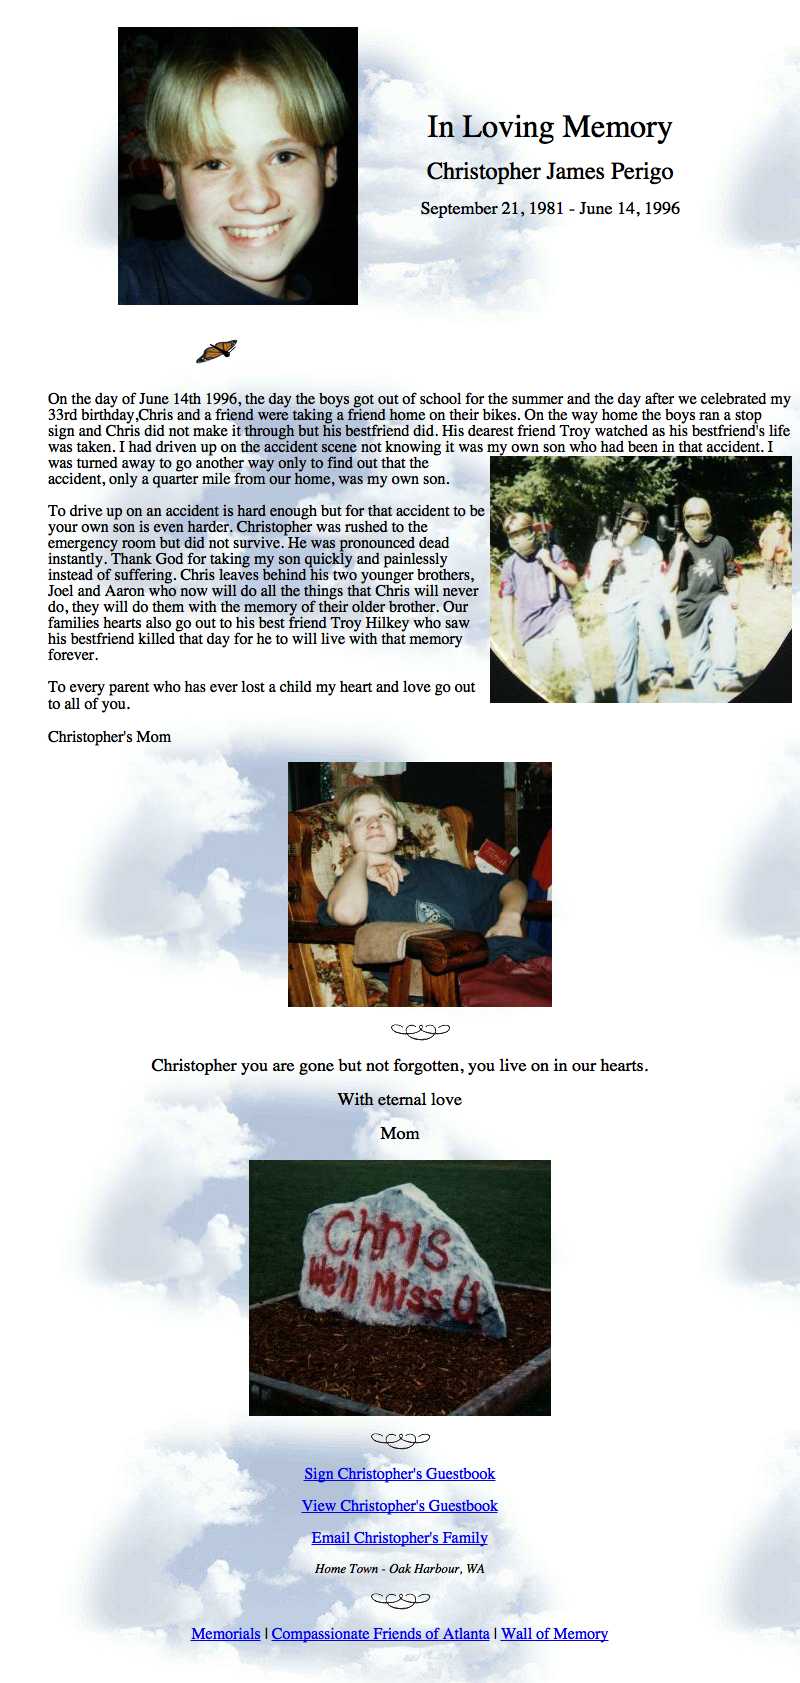 In Loving Memory
Christopher James Perigo
September 21, 1981 - June 14, 1996
On the day of June 14th 1996, the day the boys got out of school for the summer and the day after we celebrated my
33rd birthday,Chris and a friend were taking a friend home on their bikes. On the way home the boys ran a stop
sign and Chris did not make it through but his bestfriend did. His dearest friend Troy watched as his bestfriend's life
was taken. I had driven up on the accident scene not knowing it was my own son who had been in that accident. I
was turned away to go another way only to find out that the
accident, only a quarter mile from our home, was my own son.
To drive up on an accident is hard enough but for that accident to be
your own son is even harder. Christopher was rushed to the
emergency room but did not survive. He was pronounced dead
instantly. Thank God for taking my son quickly and painlessly
instead of suffering. Chris leaves behind his two younger brothers,
Joel and Aaron who now will do all the things that Chris will never
do, they will do them with the memory of their older brother. Our
families hearts also go out to his best friend Troy Hilkey who saw
his bestfriend killed that day for he to will live with that memory
forever.
To every parent who has ever lost a child my heart and love go out
to all of you.
Christopher's Mom
Christopher you are gone but not forgotten, you live on in our hearts.
With eternal love
Mom
Chris
We'll Miss U
Sign Christopher's Guestbook
View Christopher's Guestbook
Email Christopher's Family
Home Town - Oak Harbour, WA
Memorials | Compassionate Friends of Atlanta | Wall of Memory